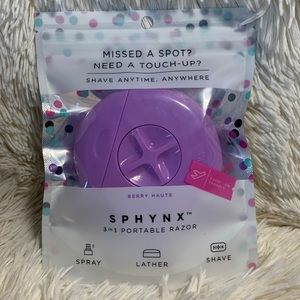 MISSED A SPOT?
NEED A TOUCH-UP?
SHAVE ANYTIME, ANYWHERE
BERRY HAUTE
SPHYNX™
3 IN 1 PORTABLE RAZOR
SPRAY
LATHER
SHAVE